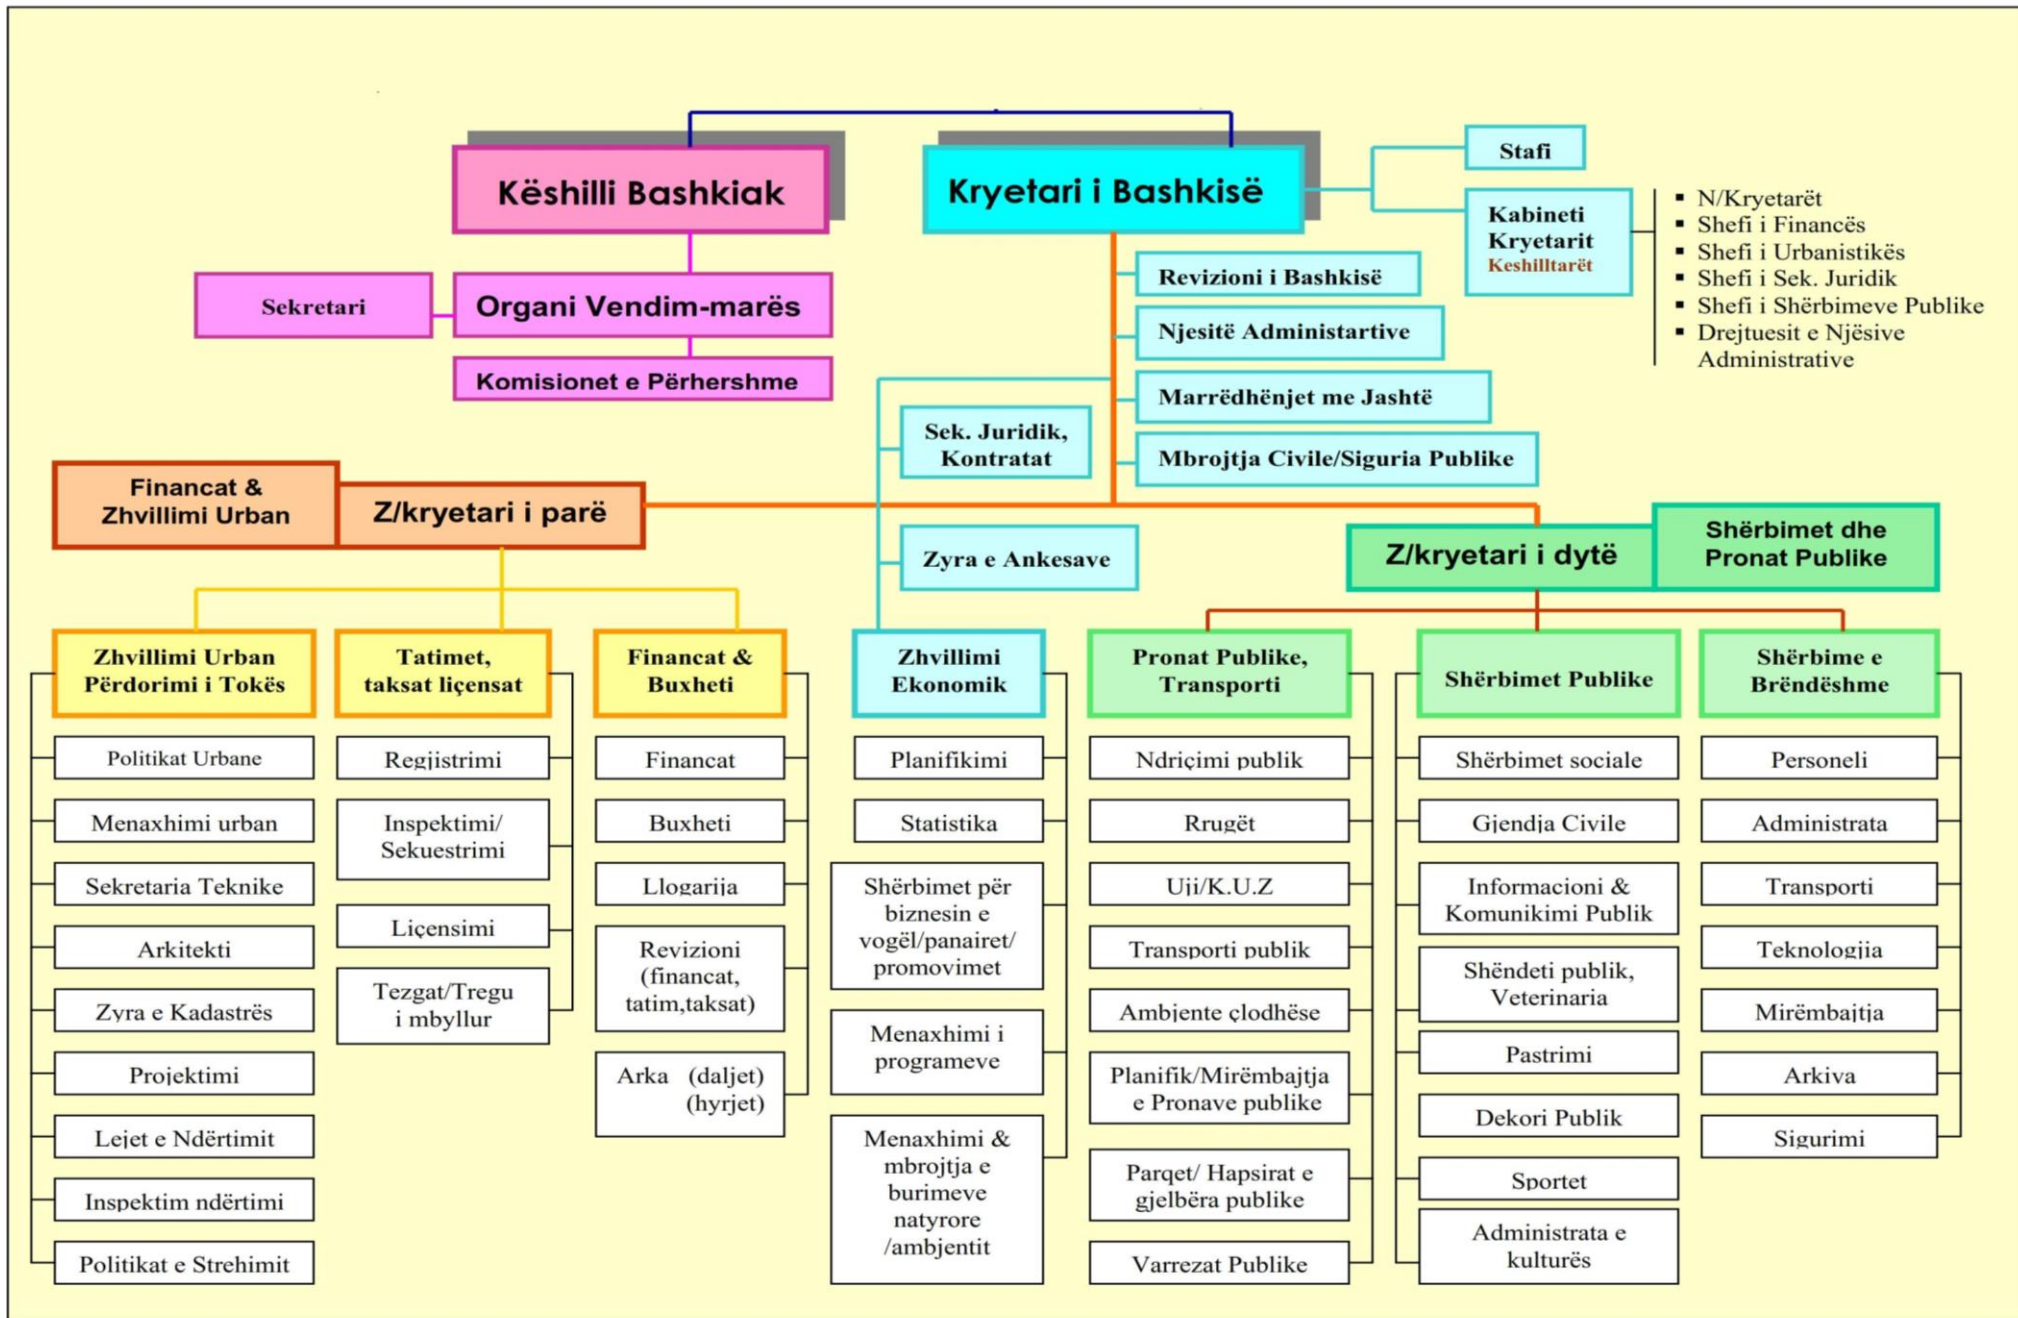 Këshilli Bashkiak
Kryetari i Bashkisë
Stafi
Kabineti
Kryetarit
Keshilltarët
▪ N/Kryetarët
▪ Shefi i Financës
▪ Shefi i Urbanistikës
▪ Shefi i Sek. Juridik
▪ Shefi i Shërbimeve Publike
▪ Drejtuesit e Njësive
Administrative
Sekretari
Organi Vendim-marës
Komisionet e Përhershme
Revizioni i Bashkisë
Njesitë Administartive
Marrëdhënjet me Jashtë
Mbrojtja Civile/Siguria Publike
Sek. Juridik,
Kontratat
Zyra e Ankesave
Financat &
Zhvillimi Urban
Z/kryetari i parë
Z/kryetari i dytë
Shërbimet dhe
Pronat Publike
Zhvillimi Urban
Përdorimi i Tokës
Politikat Urbane
Menaxhimi urban
Sekretaria Teknike
Arkitekti
Zyra e Kadastrës
Projektimi
Lejet e Ndërtimit
Inspektim ndërtimi
Politikat e Strehimit
Tatimet,
taksat liçensat
Regjistrimi
Inspektimi/
Sekuestrimi
Liçensimi
Tezgat/Tregu
i mbyllur
Financat &
Buxheti
Financat
Buxheti
Llogarija
Revizioni
(financat,
tatim,taksat)
Arka (daljet)
(hyrjet)
Zhvillimi
Ekonomik
Planifikimi
Statistika
Shërbimet për
biznesin e
vogël/panairet/
promovimet
Menaxhimi i
programeve
Menaxhimi &
mbrojtja e
burimeve
natyrore
/ambjentit
Pronat Publike,
Transporti
Ndriçimi publik
Rrugët
Uji/K.U.Z
Transporti publik
Ambjente çlodhëse
Planifik/Mirëmbajtja
e Pronave publike
Parqet/ Hapsirat e
gjelbëra publike
Varrezat Publike
Shërbimet Publike
Shërbimet sociale
Gjendja Civile
Informacioni &
Komunikimi Publik
Shëndeti publik,
Veterinaria
Pastrimi
Dekori Publik
Sportet
Administrata e
kulturës
Shërbime e
Brëndëshme
Personeli
Administrata
Transporti
Teknologjia
Mirëmbajtja
Arkiva
Sigurimi